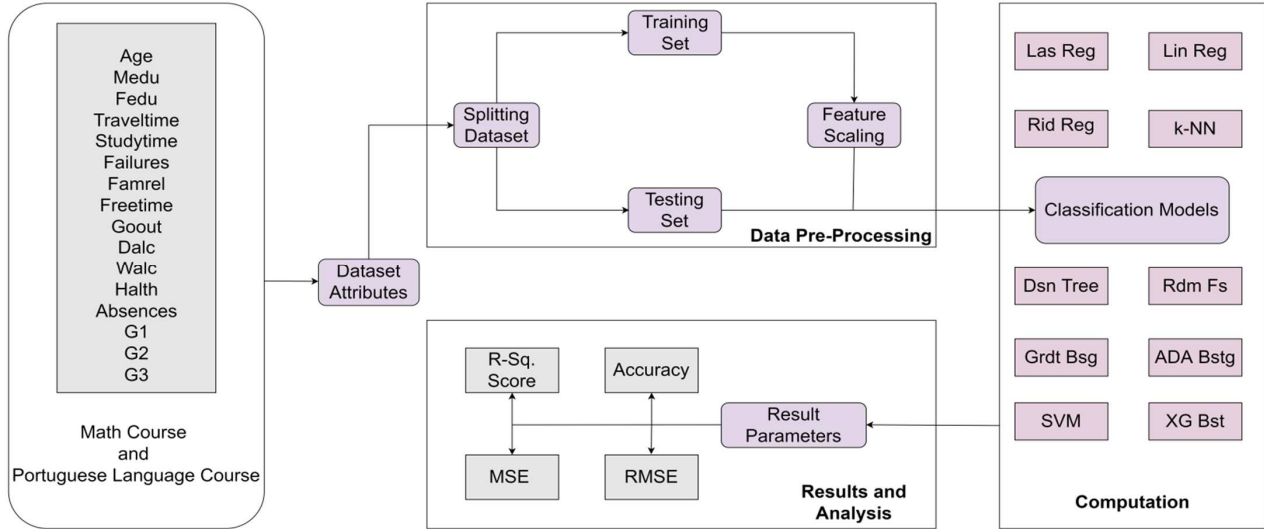 Age
Medu
Fedu
Traveltime
Studytime
Failures
Famrel
Freetime
Goout
Dalc
Walc
Halth
Absences
G1
G2
G3
Math Course
and
Portuguese Language Course
Dataset
Attributes
Splitting
Dataset
Training
Set
Feature
Scaling
Testing
Set
Data Pre-Processing
Las Reg
Lin Reg
Rid Reg
k-NN
Classification Models
Dsn Tree
Rdm Fs
Grdt Bsg
ADA Bstg
SVM
XG Bst
Computation
R-Sq.
Score
Accuracy
Result
Parameters
MSE
RMSE
Results and
Analysis